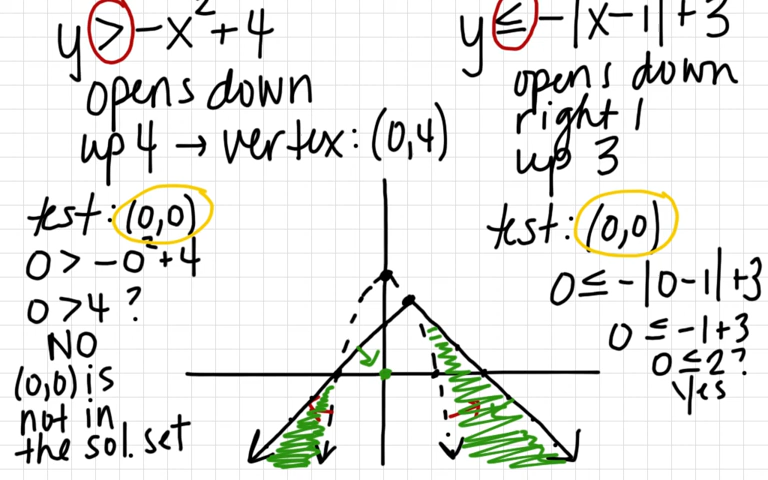 y > -x² + 4
opens down
up 4 → vertex: (0,4)
test: (0,0)
0 > -0² + 4
0 > 4 ?
NO
(0,0) is
not in
the sol. set
y ≤ -|x-1| + 3
opens down
right 1
up 3
test: (0,0)
0 ≤ -|0-1| + 3
0 ≤ -1+3
0 ≤ 2?
Yes